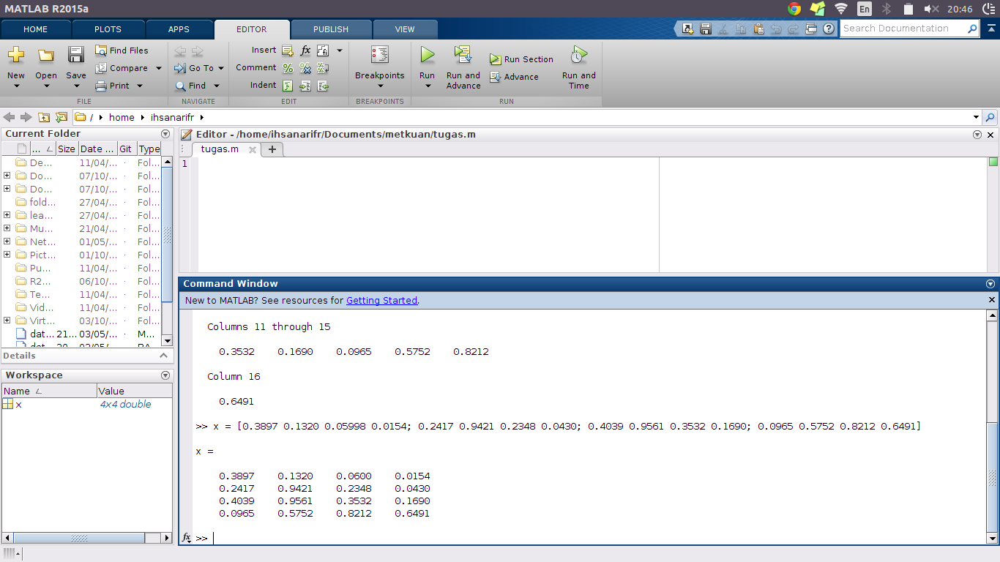 MATLAB R2015a
En
20:46
HOME PLOTS APPS EDITOR PUBLISH VIEW
Search Documentation
New Open Save
Find Files
Compare
Print
FILE
Go To
Find
NAVIGATE
Insert fx
Comment
Indent
EDIT
Breakpoints
BREAKPOINTS
Run
Run and Advance
Run Section
Advance
Run and Time
RUN
/ home ihsanarifr
Current Folder
... Size Date ... Git Type
De... 11/04/... · Fol...
Do... 07/10/... · Fol...
Do... 07/10/... · Fol...
fold... 27/04/... · Fol...
lea... 27/04/... · Fol...
Mu... 21/04/... · Fol...
Net... 01/05/... · Fol...
Pict... 01/10/... · Fol...
Pu... 11/04/... · Fol...
R2... 06/10/... · Fol...
Te... 11/04/... · Fol...
Vid... 11/04/... · Fol...
Virt... 03/10/... · Fol...
dat... 21... 03/05/... M...
Details
Workspace
Name Value
x 4x4 double
Editor - /home/ihsanarifr/Documents/metkuan/tugas.m
tugas.m
1
Command Window
New to MATLAB? See resources for Getting Started.
Columns 11 through 15
0.3532 0.1690 0.0965 0.5752 0.8212
Column 16
0.6491
>> x = [0.3897 0.1320 0.05998 0.0154; 0.2417 0.9421 0.2348 0.0430; 0.4039 0.9561 0.3532 0.1690; 0.0965 0.5752 0.8212 0.6491]
x =
0.3897 0.1320 0.0600 0.0154
0.2417 0.9421 0.2348 0.0430
0.4039 0.9561 0.3532 0.1690
0.0965 0.5752 0.8212 0.6491
fx >>